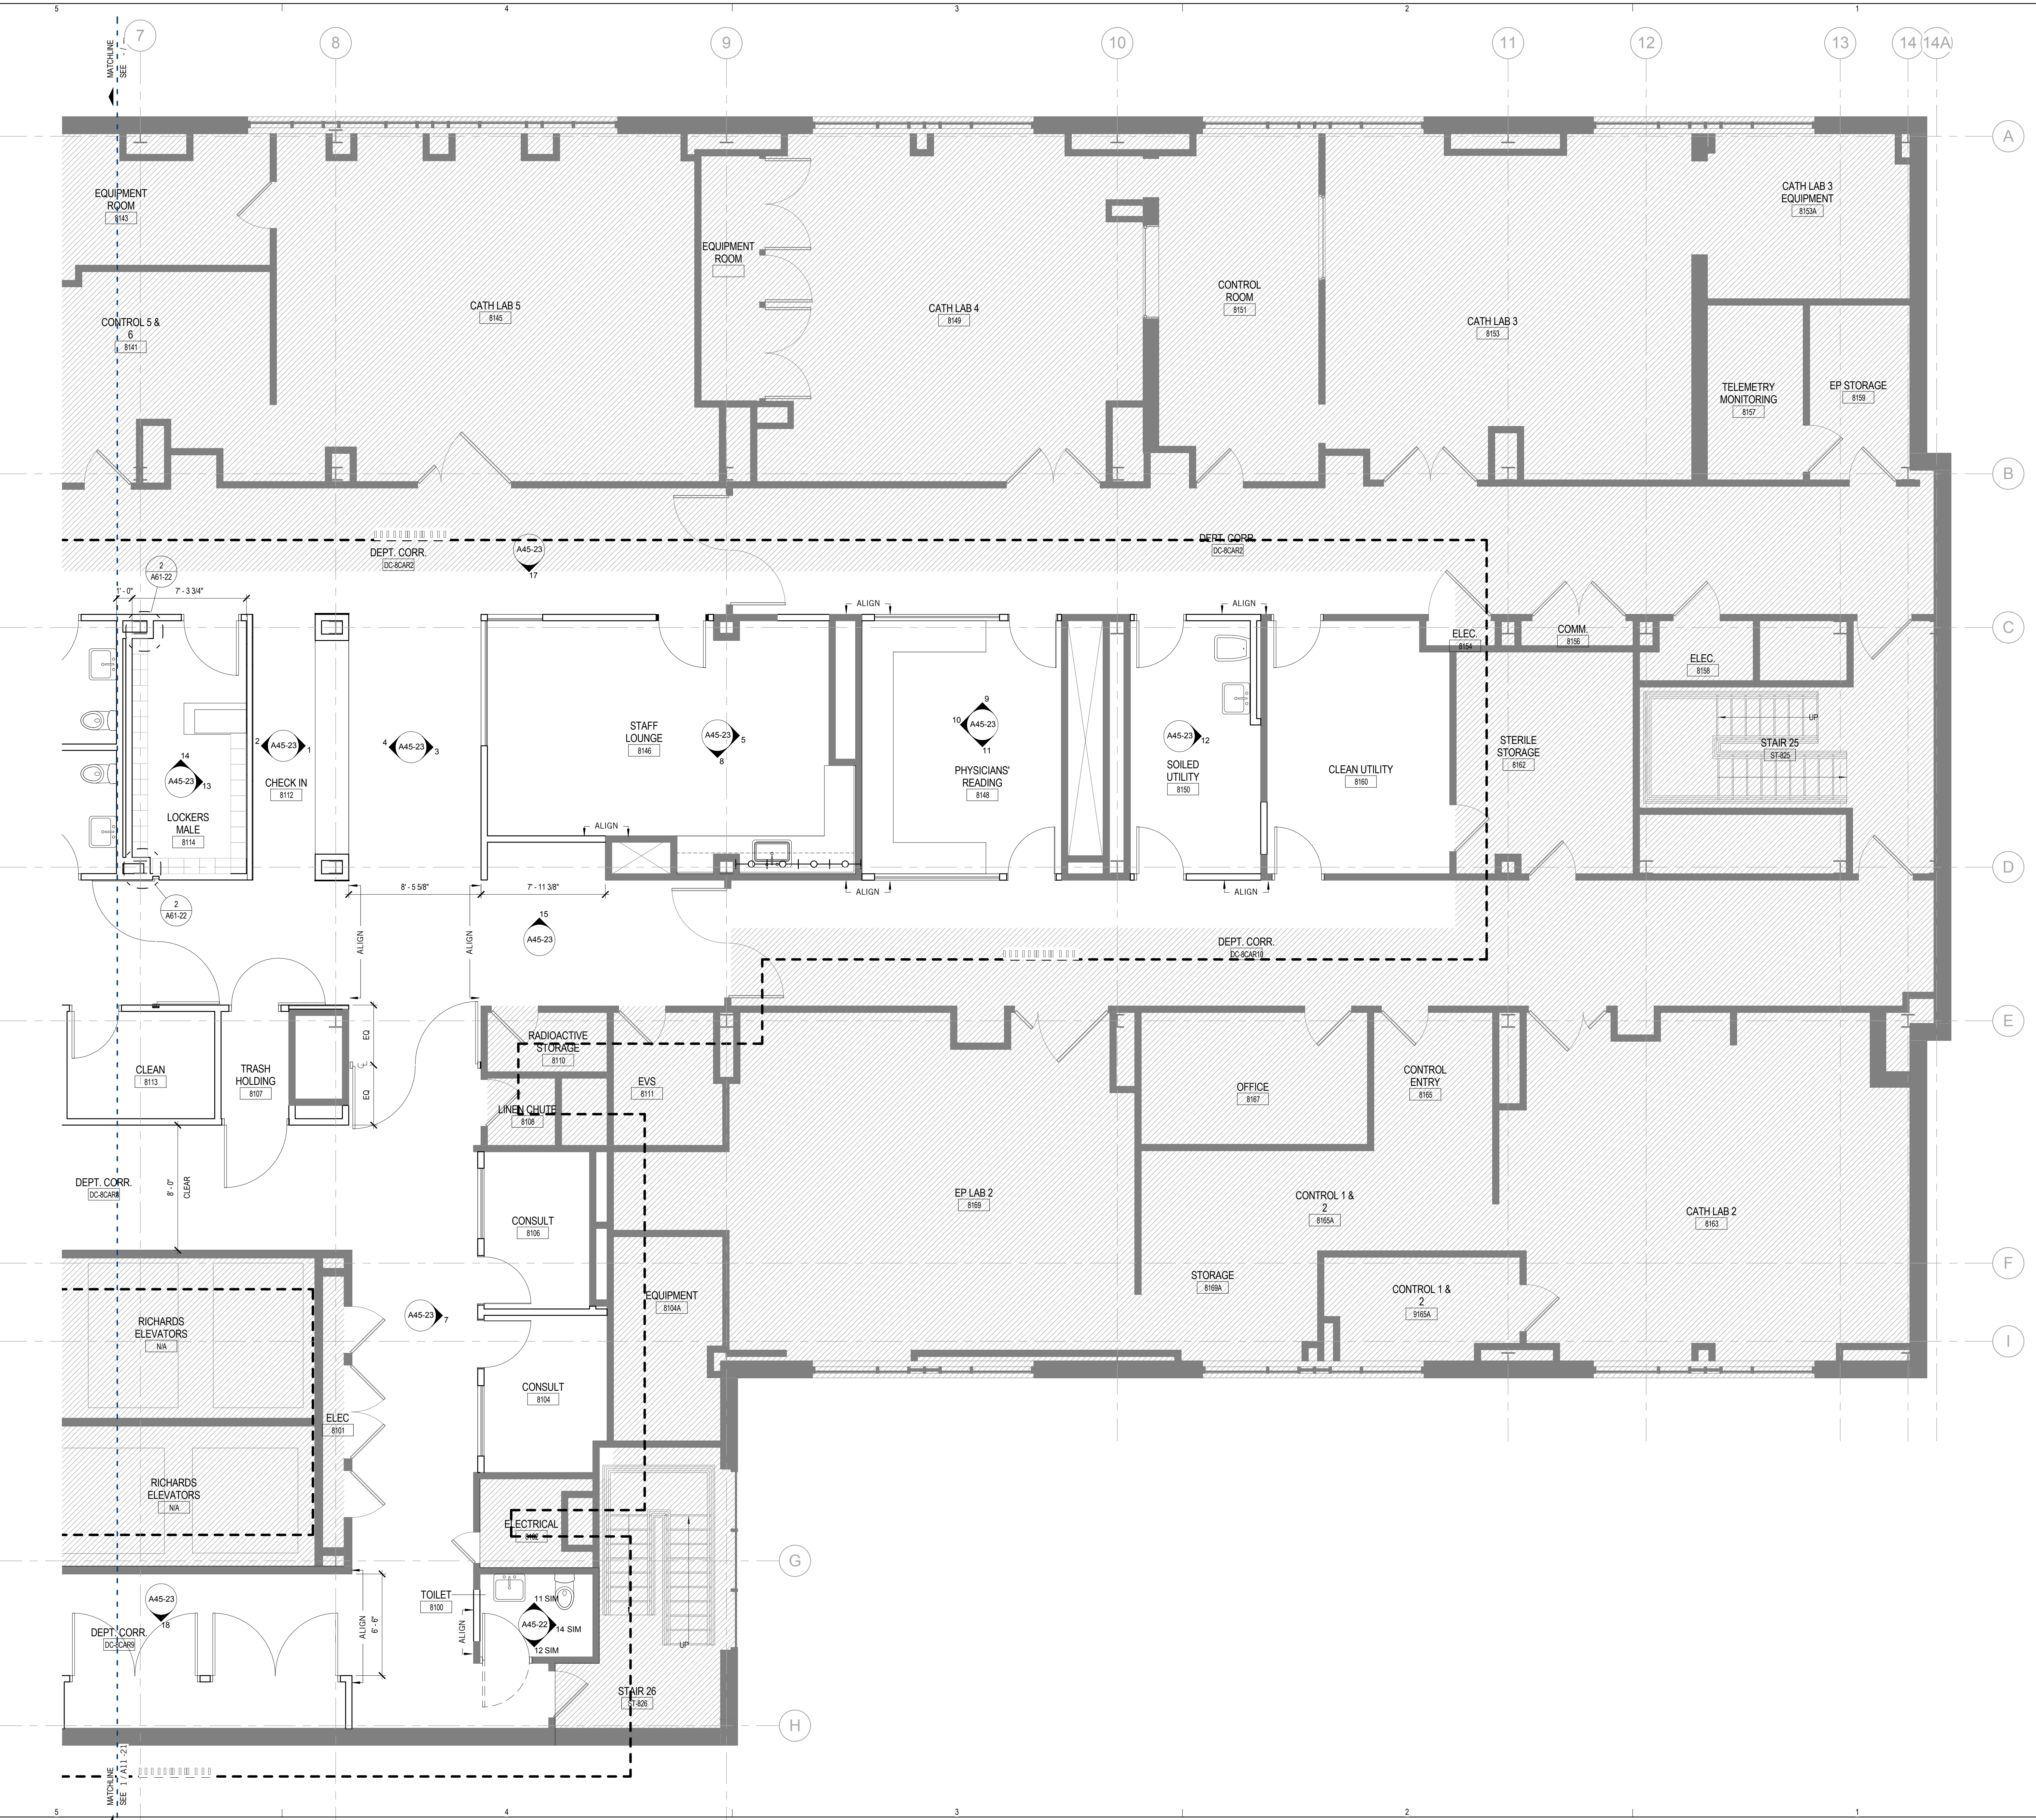 5
4
3
2
1
MATCHLINE
SEE
7
8
9
10
11
12
13
14
14A
A
B
C
D
E
F
I
G
H
EQUIPMENT
ROOM
8143
CONTROL 5 &
6
8141
CATH LAB 5
8145
EQUIPMENT
ROOM
CATH LAB 4
8149
CONTROL
ROOM
8151
CATH LAB 3
8153
CATH LAB 3
EQUIPMENT
8153A
TELEMETRY
MONITORING
8157
EP STORAGE
8159
DEPT. CORR.
DC-8CAR2
A45-23
17
DEPT. CORR.
DC-8CAR2
2
A61-22
1' - 0"
7' - 3 3/4"
ALIGN
ALIGN
ELEC.
8154
COMM.
8156
ELEC.
8158
14
A45-23
13
LOCKERS
MALE
8114
2
A45-23
1
CHECK IN
8112
4
A45-23
3
STAFF
LOUNGE
8146
A45-23
5
8
9
10
A45-23
11
PHYSICIANS'
READING
8148
A45-23
12
SOILED
UTILITY
8150
CLEAN UTILITY
8160
STERILE
STORAGE
8162
UP
STAIR 25
ST-825
ALIGN
ALIGN
ALIGN
2
A61-22
8' - 5 5/8"
7' - 11 3/8"
ALIGN
ALIGN
15
A45-23
DEPT. CORR.
DC-8CAR10
CLEAN
8113
TRASH
HOLDING
8107
EQ
EQ
RADIOACTIVE
STORAGE
8110
LINEN CHUTE
8108
EVS
8111
OFFICE
8167
CONTROL
ENTRY
8165
DEPT. CORR.
DC-8CAR8
8' - 0"
CLEAR
CONSULT
8106
EP LAB 2
8169
CONTROL 1 &
2
8165A
CATH LAB 2
8163
STORAGE
8169A
CONTROL 1 &
2
9165A
EQUIPMENT
8104A
A45-23
7
RICHARDS
ELEVATORS
N/A
CONSULT
8104
ELEC
8101
RICHARDS
ELEVATORS
N/A
ELECTRICAL
8102
TOILET
8100
11 SIM
A45-22
14 SIM
12 SIM
ALIGN
UP
A45-23
18
DEPT. CORR.
DC-8CAR9
ALIGN
6' - 6"
STAIR 26
ST-826
MATCHLINE
SEE 1 / A11-21
5
4
3
2
1